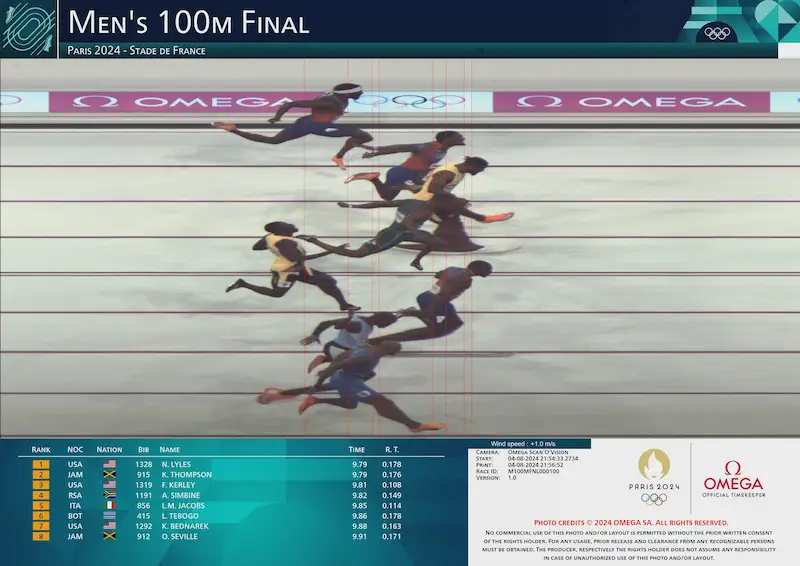 MEN'S 100M FINAL
PARIS 2024 - STADE DE FRANCE
OMEGA OMEGA
RANK NOC NATION BIB NAME TIME R. T.
1 USA 1328 N. LYLES 9.79 0.178
2 JAM 915 K. THOMPSON 9.79 0.176
3 USA 1319 F. KERLEY 9.81 0.108
4 RSA 1191 A. SIMBINE 9.82 0.149
5 ITA 856 L.M. JACOBS 9.85 0.114
6 BOT 415 L. TEBOGO 9.86 0.178
7 USA 1292 K. BEDNAREK 9.88 0.163
8 JAM 912 O. SEVILLE 9.91 0.171
Wind speed : +1.0 m/s
CAMERA: OMEGA SCAN'O'VISION
START: 04-08-2024 21:54:33.2734
PRINT: 04-08-2024 21:56:52
RACE ID: M100MFNL000100
VERSION: 1.0
PARIS 2024
Ω OMEGA
OFFICIAL TIMEKEEPER
PHOTO CREDITS © 2024 OMEGA SA. ALL RIGHTS RESERVED.
NO COMMERCIAL USE OF THIS PHOTO AND/OR LAYOUT IS PERMITTED WITHOUT THE PRIOR WRITTEN CONSENT
OF THE RIGHTS HOLDER. FOR ANY USAGE, PRIOR RELEASE AND CLEARANCE FROM ANY RECOGNIZABLE PERSONS
MUST BE OBTAINED. THE PRODUCER, RESPECTIVELY THE RIGHTS HOLDER DOES NOT ASSUME ANY RESPONSIBILITY
IN CASE OF UNAUTHORIZED USE OF THIS PHOTO AND/OR LAYOUT.